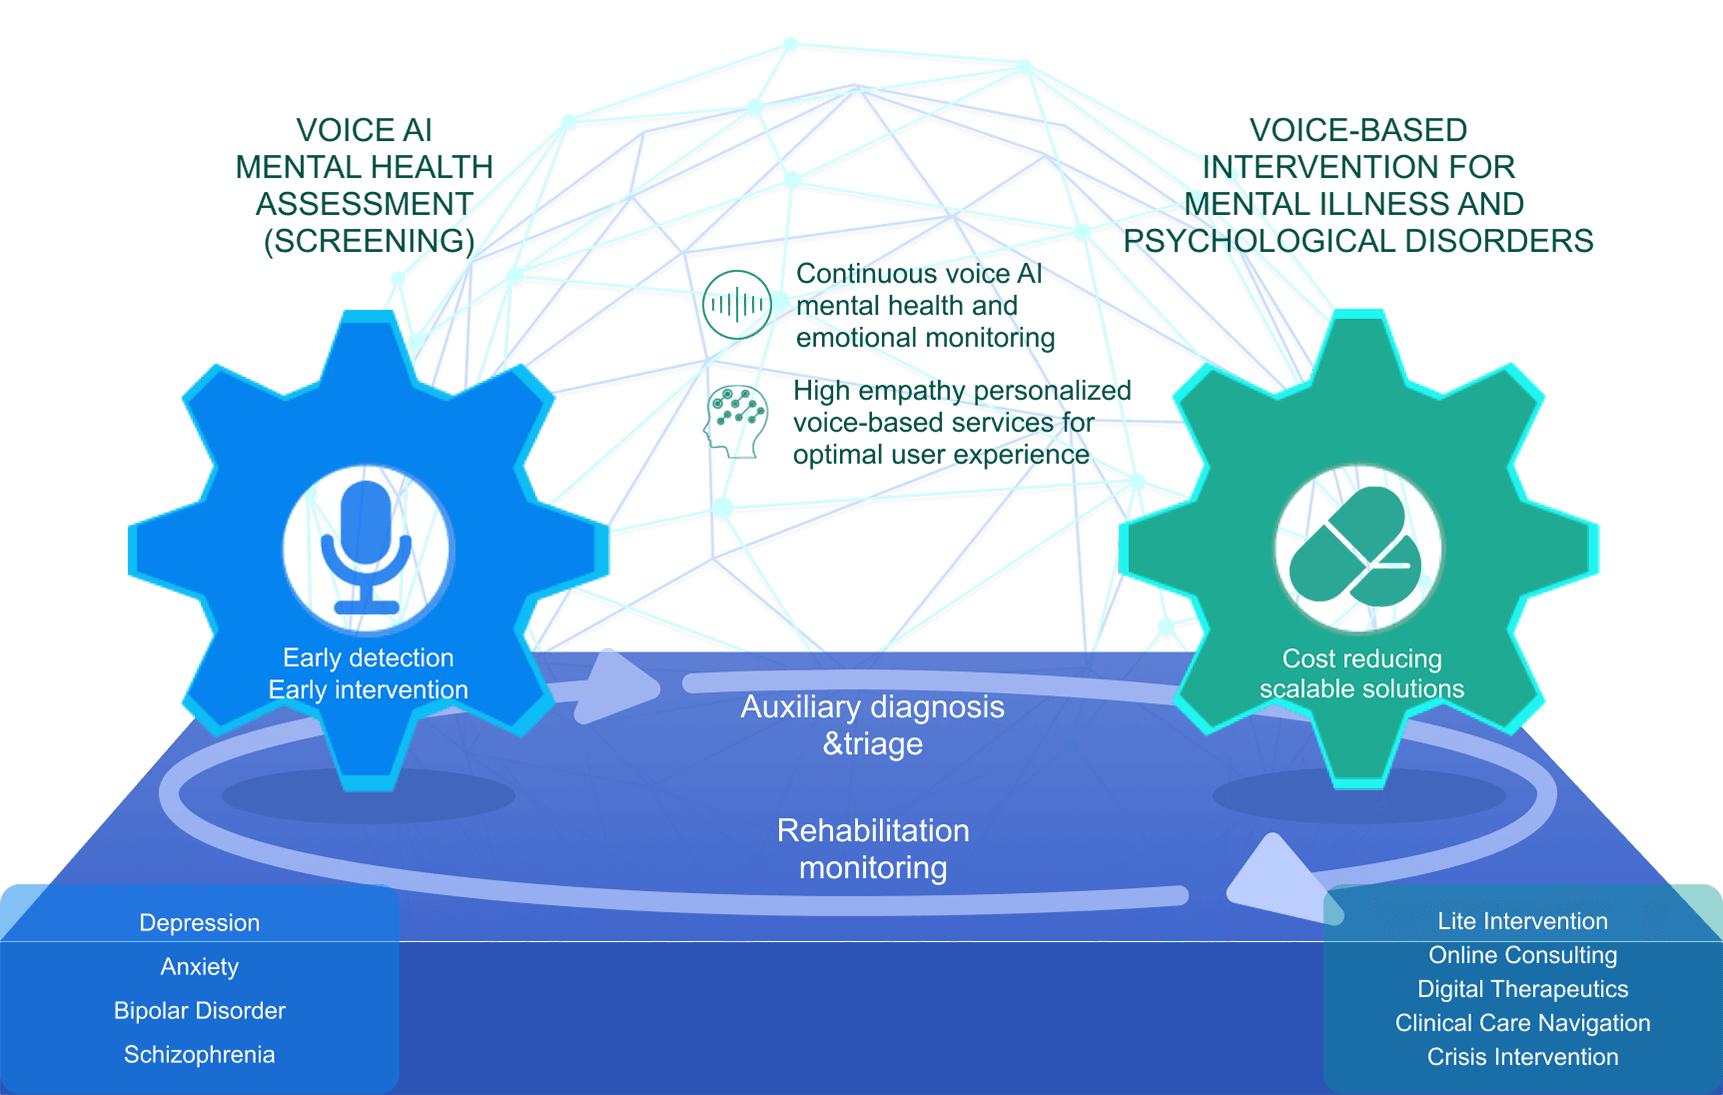 VOICE AI
MENTAL HEALTH
ASSESSMENT
(SCREENING)
VOICE-BASED
INTERVENTION FOR
MENTAL ILLNESS AND
PSYCHOLOGICAL DISORDERS
Continuous voice AI
mental health and
emotional monitoring
High empathy personalized
voice-based services for
optimal user experience
Early detection
Early intervention
Cost reducing
scalable solutions
Auxiliary diagnosis
&triage
Rehabilitation
monitoring
Depression
Anxiety
Bipolar Disorder
Schizophrenia
Lite Intervention
Online Consulting
Digital Therapeutics
Clinical Care Navigation
Crisis Intervention